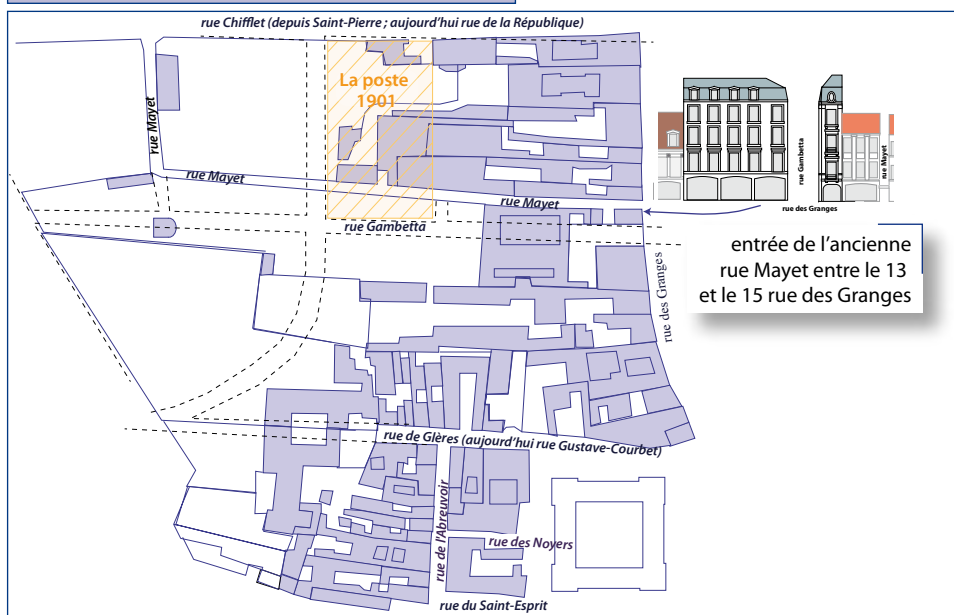 rue Chifflet (depuis Saint-Pierre ; aujourd'hui rue de la République)
La poste
1901
rue Mayet
rue Mayet
rue Mayet
rue Gambetta
rue Gambetta
rue Mayet
rue des Granges
entrée de l'ancienne
rue Mayet entre le 13
et le 15 rue des Granges
rue des Granges
rue de Glères (aujourd'hui rue Gustave-Courbet)
rue de l'Abreuvoir
rue des Noyers
rue du Saint-Esprit